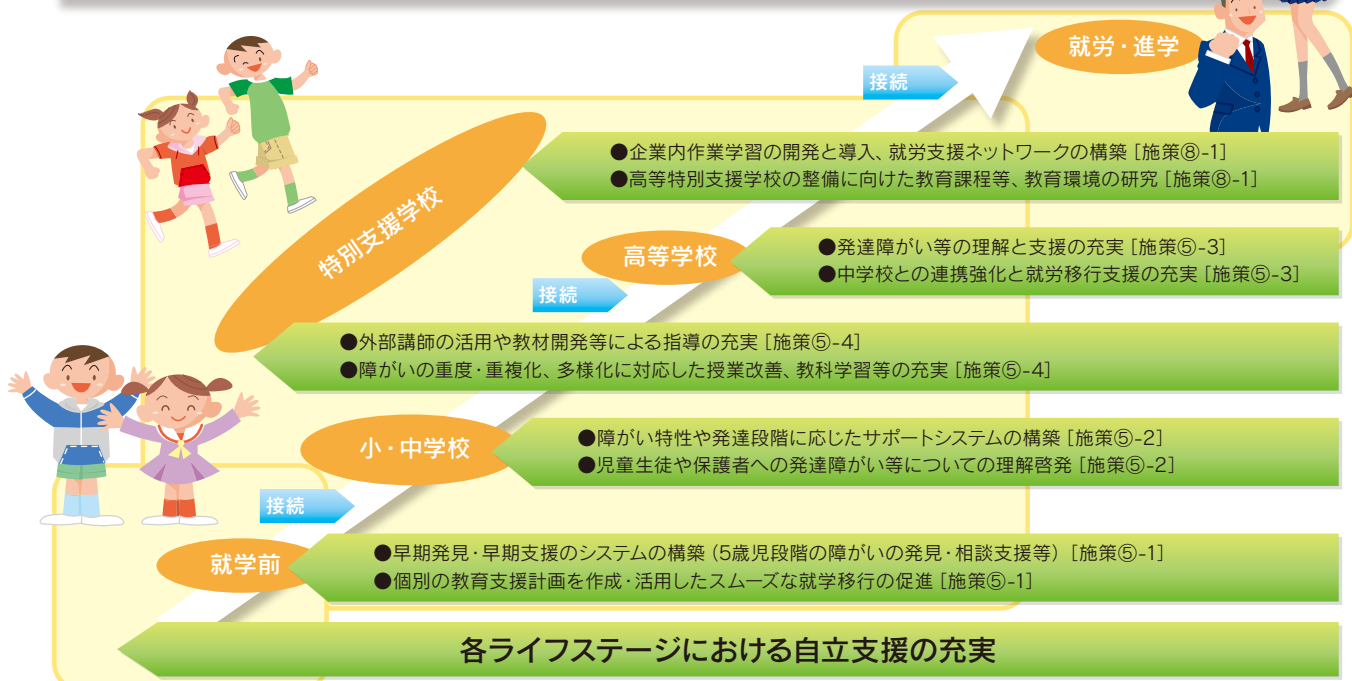 就労・進学
接続
●企業内作業学習の開発と導入、就労支援ネットワークの構築 [施策⑧-1]
●高等特別支援学校の整備に向けた教育課程等、教育環境の研究 [施策⑧-1]
特別支援学校
高等学校
●発達障がい等の理解と支援の充実 [施策⑤-3]
●中学校との連携強化と就労移行支援の充実 [施策⑤-3]
接続
●外部講師の活用や教材開発等による指導の充実 [施策⑤-4]
●障がいの重度・重複化、多様化に対応した授業改善、教科学習等の充実 [施策⑤-4]
小・中学校
●障がい特性や発達段階に応じたサポートシステムの構築 [施策⑤-2]
●児童生徒や保護者への発達障がい等についての理解啓発 [施策⑤-2]
接続
就学前
●早期発見・早期支援のシステムの構築 (5歳児段階の障がいの発見・相談支援等) [施策⑤-1]
●個別の教育支援計画を作成・活用したスムーズな就学移行の促進 [施策⑤-1]
各ライフステージにおける自立支援の充実